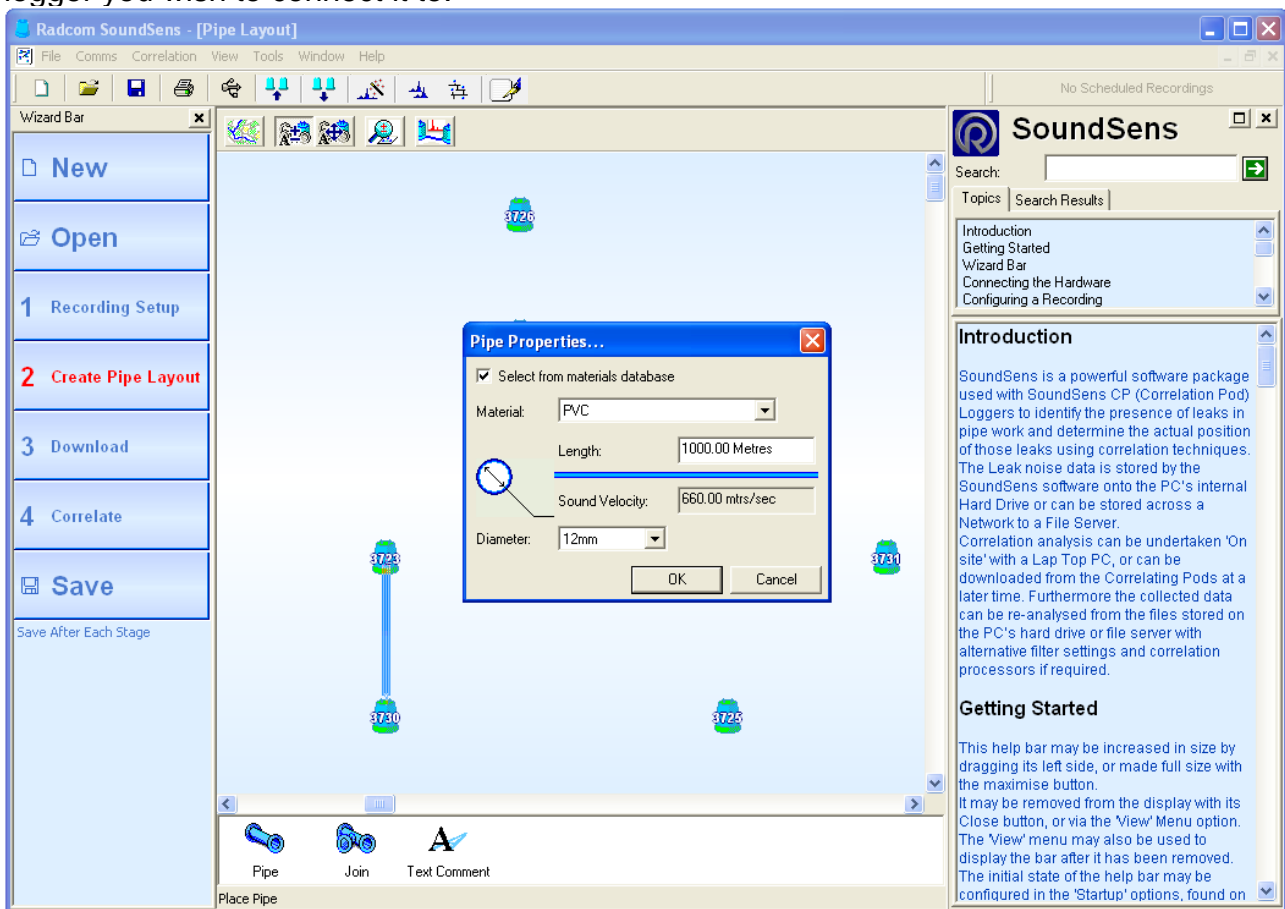 logger you wish to connect it to.
Radcom SoundSens - [Pipe Layout]
File Comms Correlation View Tools Window Help
No Scheduled Recordings
Wizard Bar
New
Open
1 Recording Setup
2 Create Pipe Layout
3 Download
4 Correlate
Save
Save After Each Stage
3726
3723
3731
3730
3725
Pipe Properties...
Select from materials database
Material: PVC
Length: 1000.00 Metres
Sound Velocity: 660.00 mtrs/sec
Diameter: 12mm
OK Cancel
Pipe Join Text Comment
Place Pipe
SoundSens
Search:
Topics Search Results
Introduction
Getting Started
Wizard Bar
Connecting the Hardware
Configuring a Recording
Introduction
SoundSens is a powerful software package
used with SoundSens CP (Correlation Pod)
Loggers to identify the presence of leaks in
pipe work and determine the actual position
of those leaks using correlation techniques.
The Leak noise data is stored by the
SoundSens software onto the PC's internal
Hard Drive or can be stored across a
Network to a File Server.
Correlation analysis can be undertaken 'On
site' with a Lap Top PC, or can be
downloaded from the Correlating Pods at a
later time. Furthermore the collected data
can be re-analysed from the files stored on
the PC's hard drive or file server with
alternative filter settings and correlation
processors if required.
Getting Started
This help bar may be increased in size by
dragging its left side, or made full size with
the maximise button.
It may be removed from the display with its
Close button, or via the 'View' Menu option.
The 'View' menu may also be used to
display the bar after it has been removed.
The initial state of the help bar may be
configured in the 'Startup' options, found on